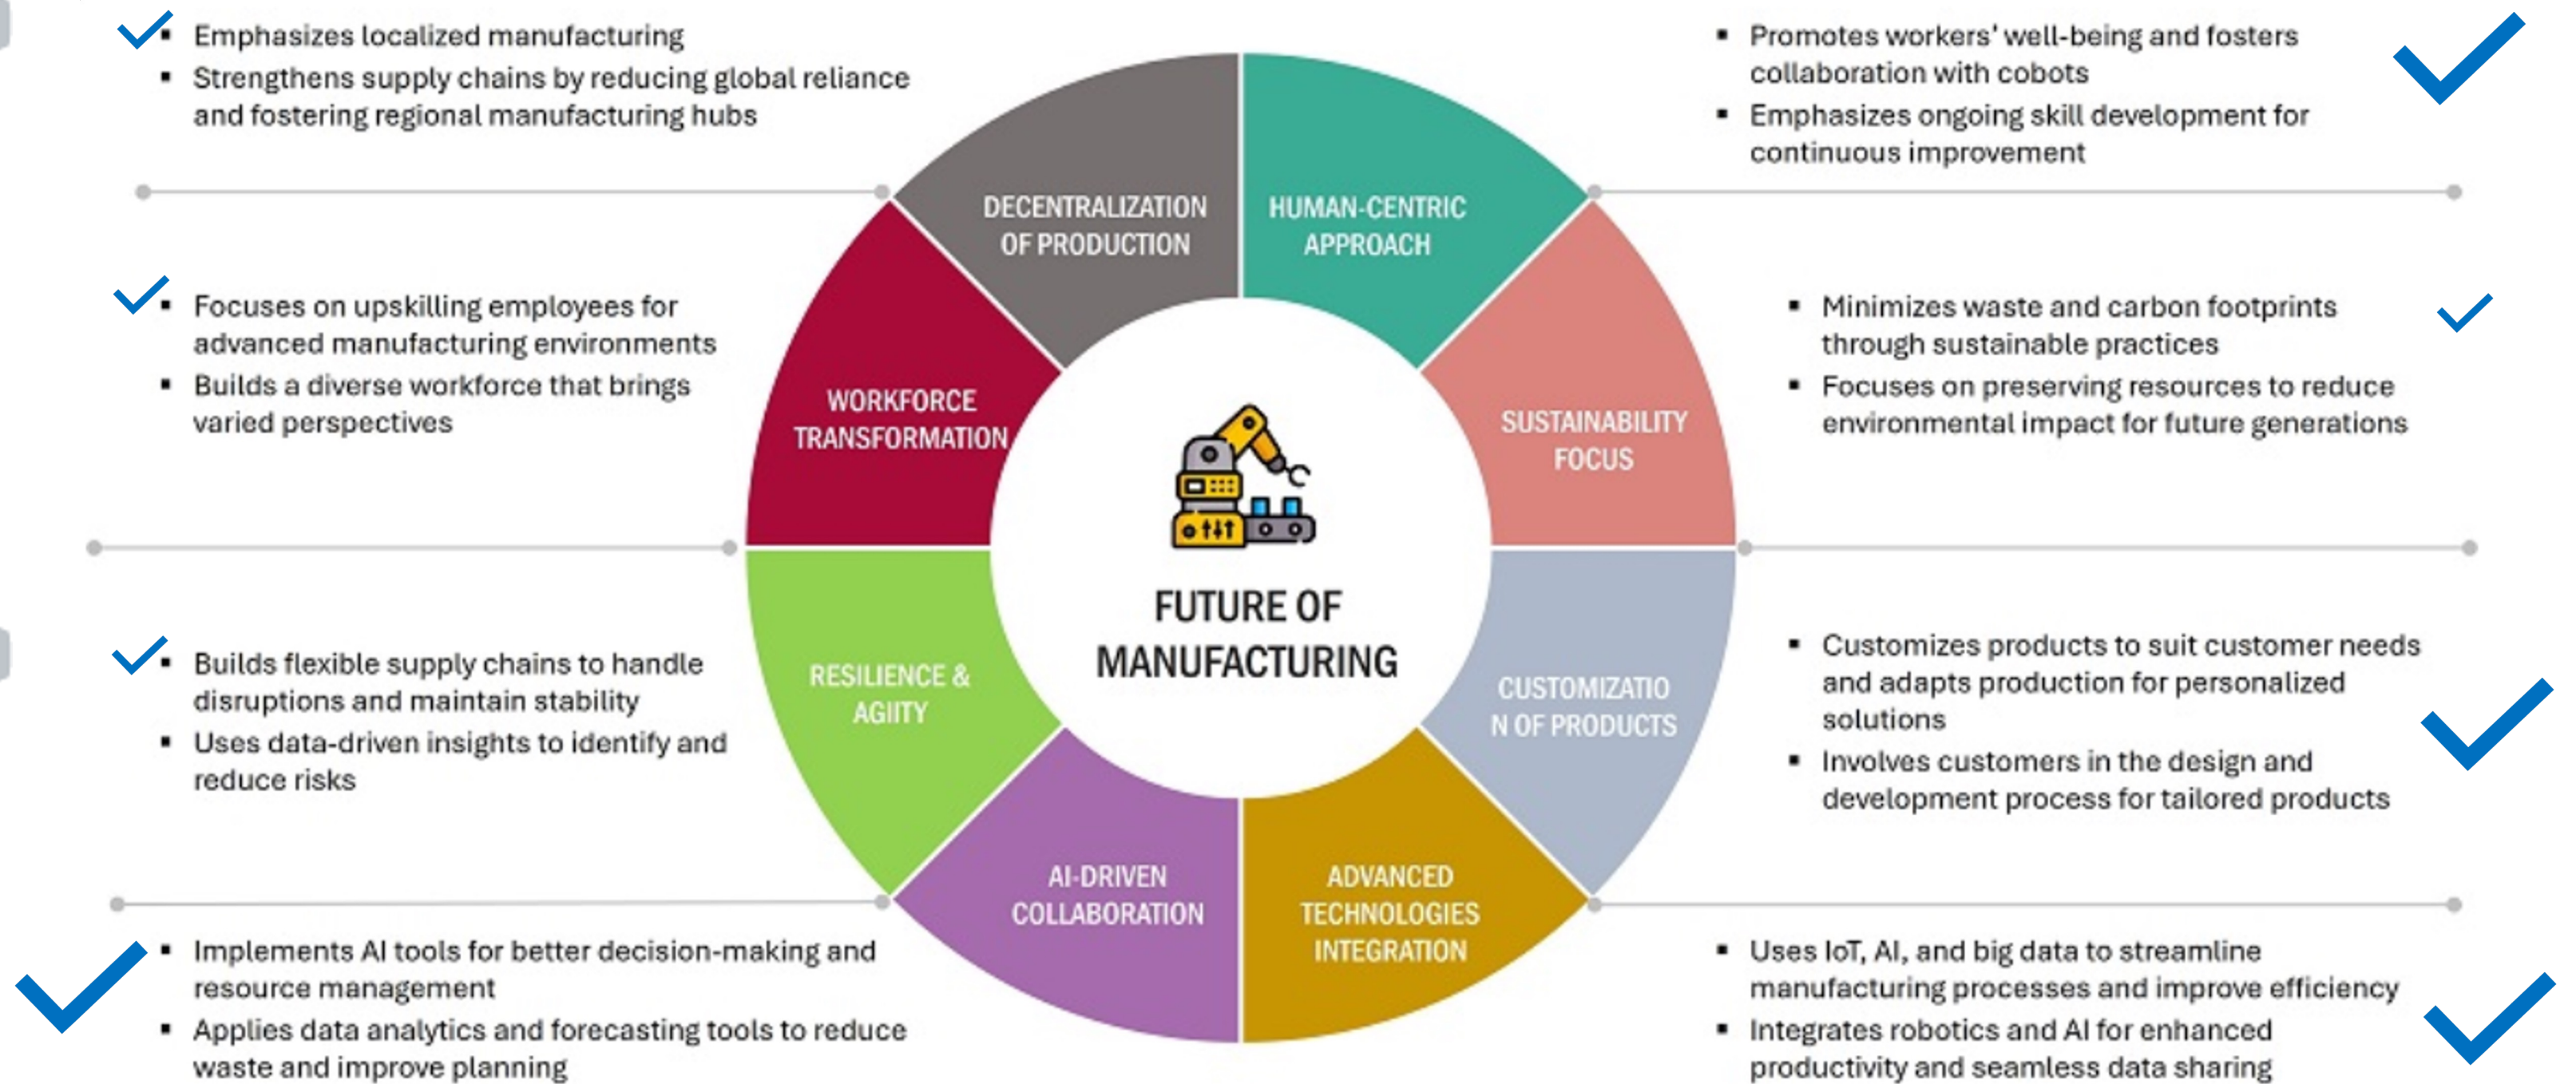 ▪ Emphasizes localized manufacturing
▪ Strengthens supply chains by reducing global reliance
and fostering regional manufacturing hubs
▪ Promotes workers' well-being and fosters
collaboration with cobots
▪ Emphasizes ongoing skill development for
continuous improvement
DECENTRALIZATION
OF PRODUCTION
HUMAN-CENTRIC
APPROACH
▪ Focuses on upskilling employees for
advanced manufacturing environments
▪ Builds a diverse workforce that brings
varied perspectives
WORKFORCE
TRANSFORMATION
SUSTAINABILITY
FOCUS
▪ Minimizes waste and carbon footprints
through sustainable practices
▪ Focuses on preserving resources to reduce
environmental impact for future generations
FUTURE OF
MANUFACTURING
▪ Builds flexible supply chains to handle
disruptions and maintain stability
▪ Uses data-driven insights to identify and
reduce risks
RESILIENCE &
AGIITY
CUSTOMIZATIO
N OF PRODUCTS
▪ Customizes products to suit customer needs
and adapts production for personalized
solutions
▪ Involves customers in the design and
development process for tailored products
AI-DRIVEN
COLLABORATION
ADVANCED
TECHNOLOGIES
INTEGRATION
▪ Implements AI tools for better decision-making and
resource management
▪ Applies data analytics and forecasting tools to reduce
waste and improve planning
▪ Uses IoT, AI, and big data to streamline
manufacturing processes and improve efficiency
▪ Integrates robotics and AI for enhanced
productivity and seamless data sharing